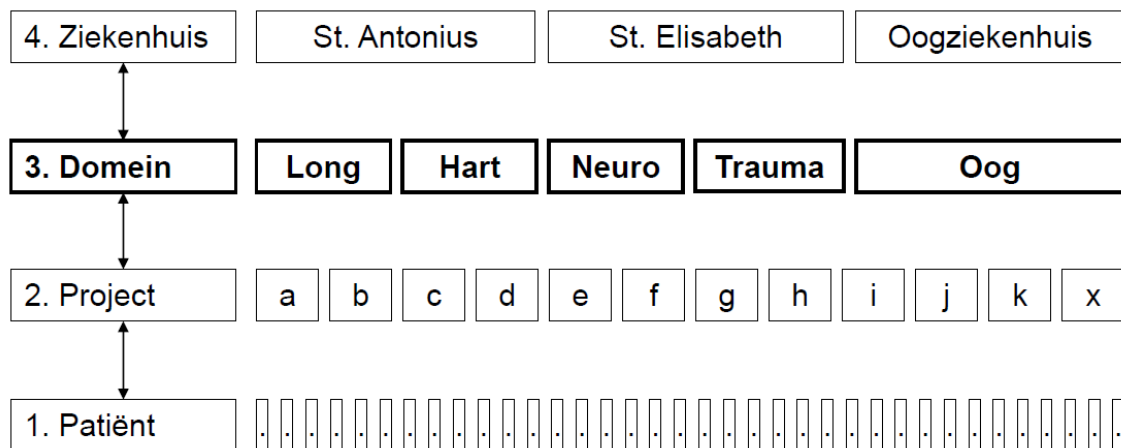 4. Ziekenhuis St. Antonius St. Elisabeth Oogziekenhuis
3. Domein Long Hart Neuro Trauma Oog
2. Project a b c d e f g h i j k x
1. Patiënt . . . . . . . . . . . . . . . . . . . . . . . . . . . . . . . . . . . .